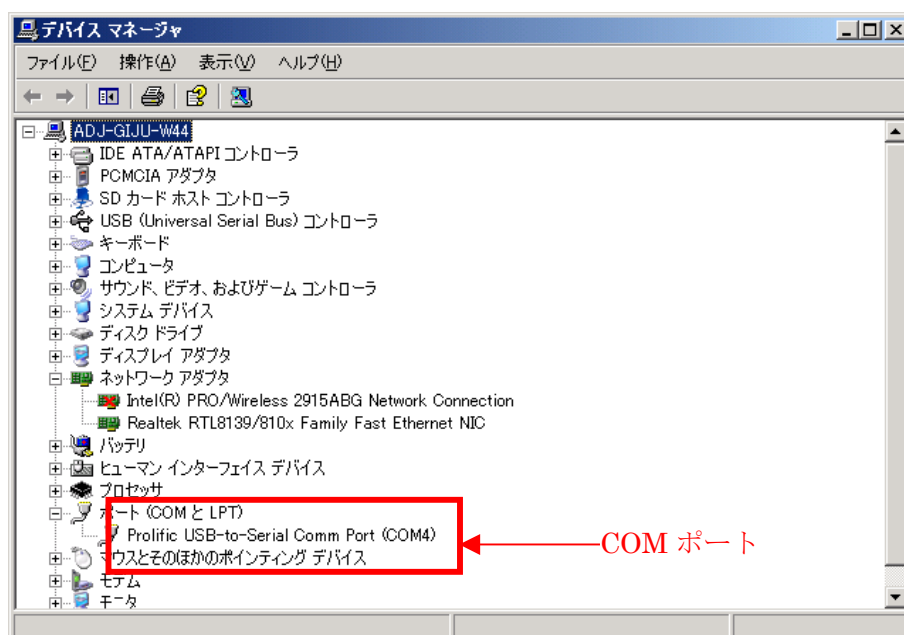 デバイス マネージャ
ファイル(F) 操作(A) 表示(V) ヘルプ(H)
ADJ-GIJU-W44
IDE ATA/ATAPI コントローラ
PCMCIA アダプタ
SD カード ホスト コントローラ
USB (Universal Serial Bus) コントローラ
キーボード
コンピュータ
サウンド、ビデオ、およびゲーム コントローラ
システム デバイス
ディスク ドライブ
ディスプレイ アダプタ
ネットワーク アダプタ
Intel(R) PRO/Wireless 2915ABG Network Connection
Realtek RTL8139/810x Family Fast Ethernet NIC
バッテリ
ヒューマン インターフェイス デバイス
プロセッサ
ポート (COM と LPT)
Prolific USB-to-Serial Comm Port (COM4)
COM ポート
マウスとそのほかのポインティング デバイス
モデム
モニタ